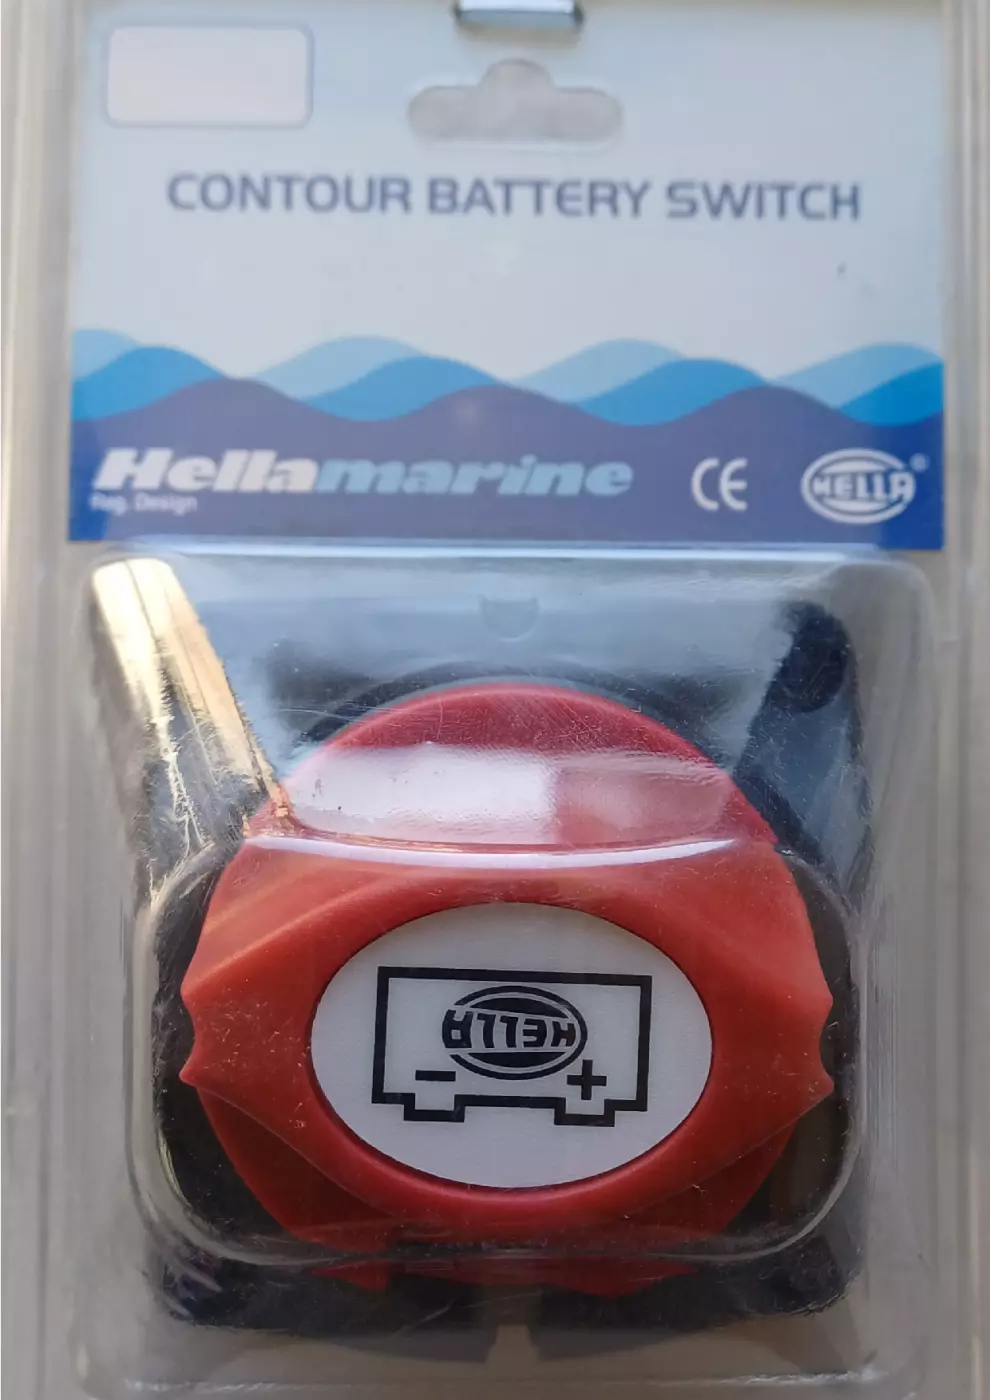 CONTOUR BATTERY SWITCH
Hellamarine
Reg. Design
CE
HELLA®
HELLA
- +